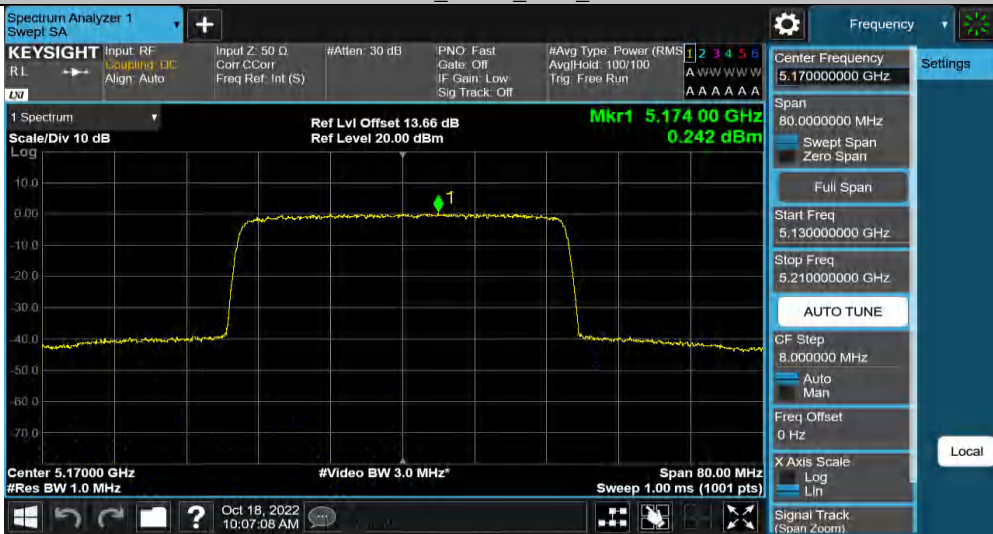 Spectrum Analyzer 1
Swept SA
Frequency
KEYSIGHT
RL
LNI
Input: RF
Coupling: DC
Align: Auto
Input Z: 50 Ω
Corr CCorr
Freq Ref: Int (S)
#Atten: 30 dB
PNO: Fast
Gate: Off
IF Gain: Low
Sig Track: Off
#Avg Type: Power (RMS
Avg|Hold: 100/100
Trig: Free Run
1 2 3 4 5 6
A W W W W W
A A A A A A
1 Spectrum
Scale/Div 10 dB
Log
Ref Lvl Offset 13.66 dB
Ref Level 20.00 dBm
Mkr1 5.174 00 GHz
0.242 dBm
1
10.0
0.00
-10.0
-20.0
-30.0
-40.0
-50.0
-60.0
-70.0
Center 5.17000 GHz
#Res BW 1.0 MHz
#Video BW 3.0 MHz*
Span 80.00 MHz
Sweep 1.00 ms (1001 pts)
?
Oct 18, 2022
10:07:08 AM
Center Frequency
5.170000000 GHz
Span
80.0000000 MHz
Swept Span
Zero Span
Full Span
Start Freq
5.130000000 GHz
Stop Freq
5.210000000 GHz
AUTO TUNE
CF Step
8.000000 MHz
Auto
Man
Freq Offset
0 Hz
X Axis Scale
Log
Lin
Signal Track
(Span Zoom)
Settings
Local